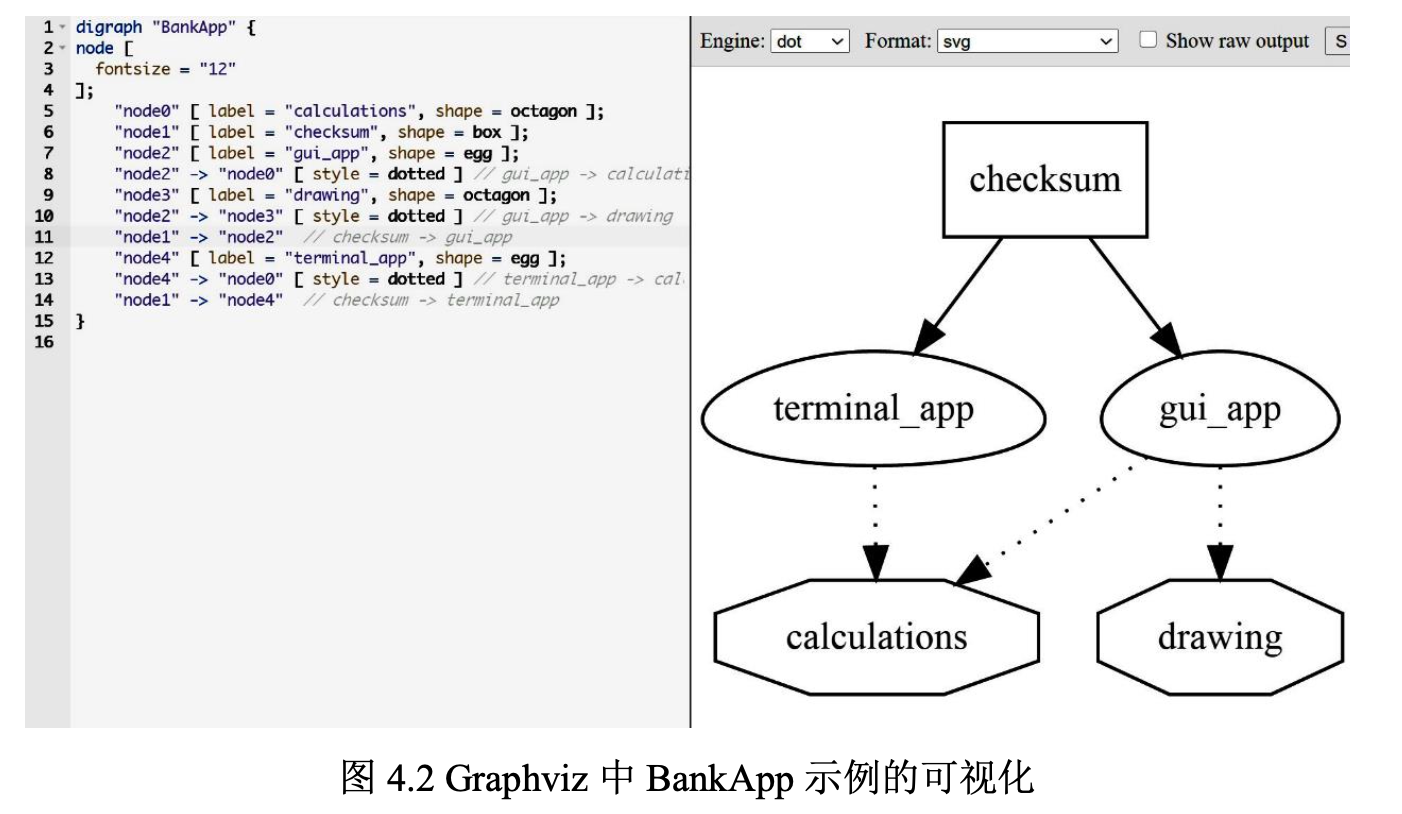 1 digraph "BankApp" {
2 node [
3 fontsize = "12"
4 ];
5 "node0" [ label = "calculations", shape = octagon ];
6 "node1" [ label = "checksum", shape = box ];
7 "node2" [ label = "gui_app", shape = egg ];
8 "node2" -> "node0" [ style = dotted ] // gui_app -> calculati
9 "node3" [ label = "drawing", shape = octagon ];
10 "node2" -> "node3" [ style = dotted ] // gui_app -> drawing
11 "node1" -> "node2" // checksum -> gui_app
12 "node4" [ label = "terminal_app", shape = egg ];
13 "node4" -> "node0" [ style = dotted ] // terminal_app -> cal
14 "node1" -> "node4" // checksum -> terminal_app
15 }
16
Engine: dot Format: svg Show raw output S
checksum
terminal_app gui_app
calculations drawing
图 4.2 Graphviz 中 BankApp 示例的可视化